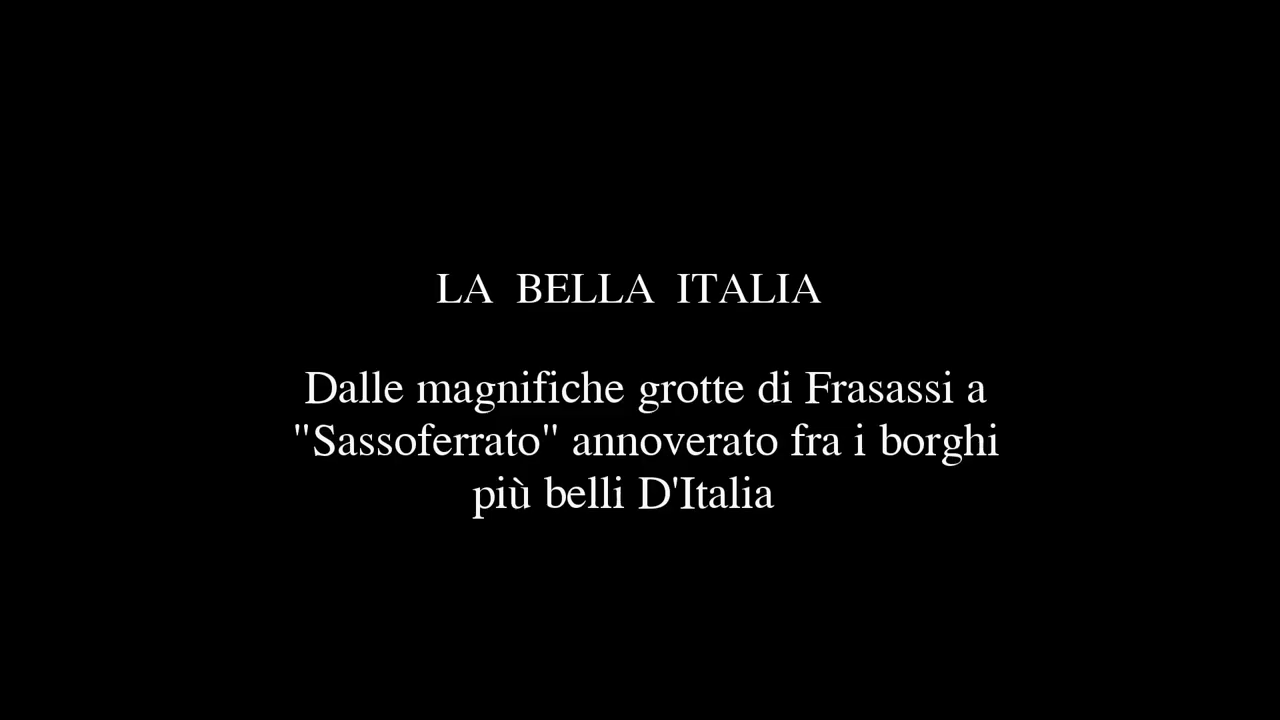 LA BELLA ITALIA
Dalle magnifiche grotte di Frasassi a
"Sassoferrato" annoverato fra i borghi
più belli D'Italia